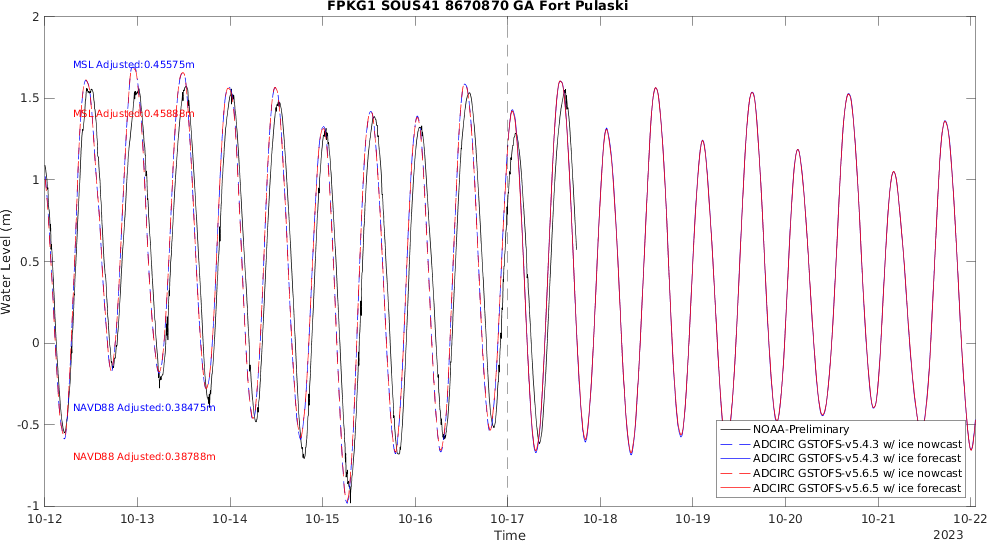 FPKG1 SOUS41 8670870 GA Fort Pulaski
2
1.5
1
0.5
0
-0.5
-1
Water Level (m)
MSL Adjusted:0.45575m
MSL Adjusted:0.45888m
NAVD88 Adjusted:0.38475m
NAVD88 Adjusted:0.38788m
NOAA-Preliminary
ADCIRC GSTOFS-v5.4.3 w/ ice nowcast
ADCIRC GSTOFS-v5.4.3 w/ ice forecast
ADCIRC GSTOFS-v5.6.5 w/ ice nowcast
ADCIRC GSTOFS-v5.6.5 w/ ice forecast
10-12 10-13 10-14 10-15 10-16 10-17 10-18 10-19 10-20 10-21 10-22
Time
2023